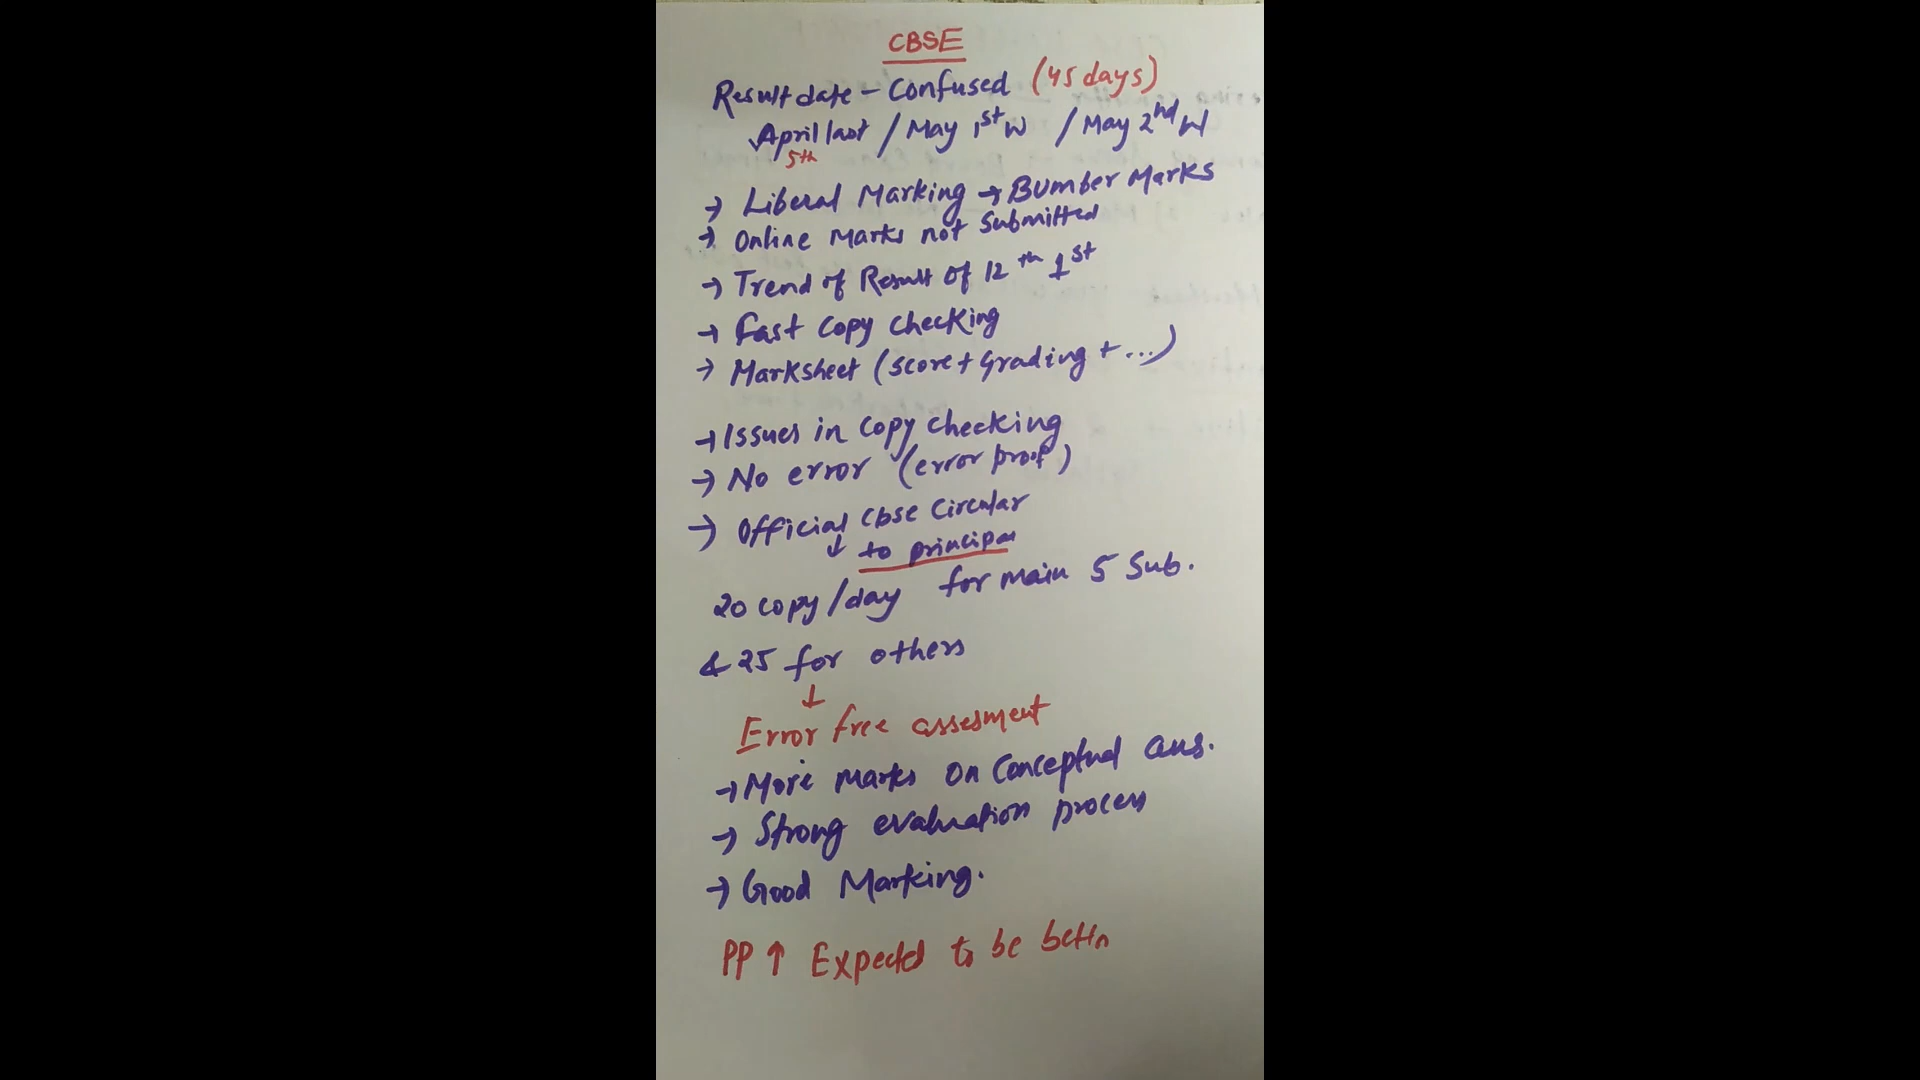 CBSE
Result date - Confused (45 days)
April last / May 1st W / May 2nd W
5th
→ Liberal Marking → Bumber Marks
→ Online Marks not Submitted
→ Trend of Result of 12th 1st
→ Fast Copy Checking
→ Marksheet (Score + Grading + ...)
→ Issues in Copy Checking
→ No error (error proof)
→ Official Cbse Circular
↓ to principal
20 copy/day for main 5 Sub.
& 25 for others
↓
Error free assesment
→ More marks on Conceptual ans.
→ Strong evaluation process
→ Good Marking.
PP ↑ Expected to be better